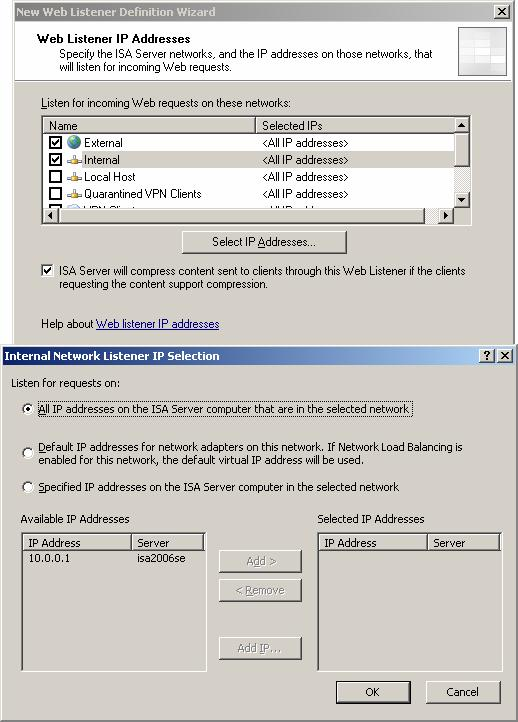 New Web Listener Definition Wizard
Web Listener IP Addresses
Specify the ISA Server networks, and the IP addresses on those networks, that
will listen for incoming Web requests.
Listen for incoming Web requests on these networks:
Name Selected IPs
External <All IP addresses>
Internal <All IP addresses>
Local Host <All IP addresses>
Quarantined VPN Clients <All IP addresses>
Select IP Addresses...
ISA Server will compress content sent to clients through this Web Listener if the clients
requesting the content support compression.
Help about Web listener IP addresses
Internal Network Listener IP Selection
Listen for requests on:
All IP addresses on the ISA Server computer that are in the selected network
Default IP addresses for network adapters on this network. If Network Load Balancing is
enabled for this network, the default virtual IP address will be used.
Specified IP addresses on the ISA Server computer in the selected network
Available IP Addresses Selected IP Addresses
IP Address Server IP Address Server
10.0.0.1 isa2006se
Add >
< Remove
Add IP...
OK Cancel